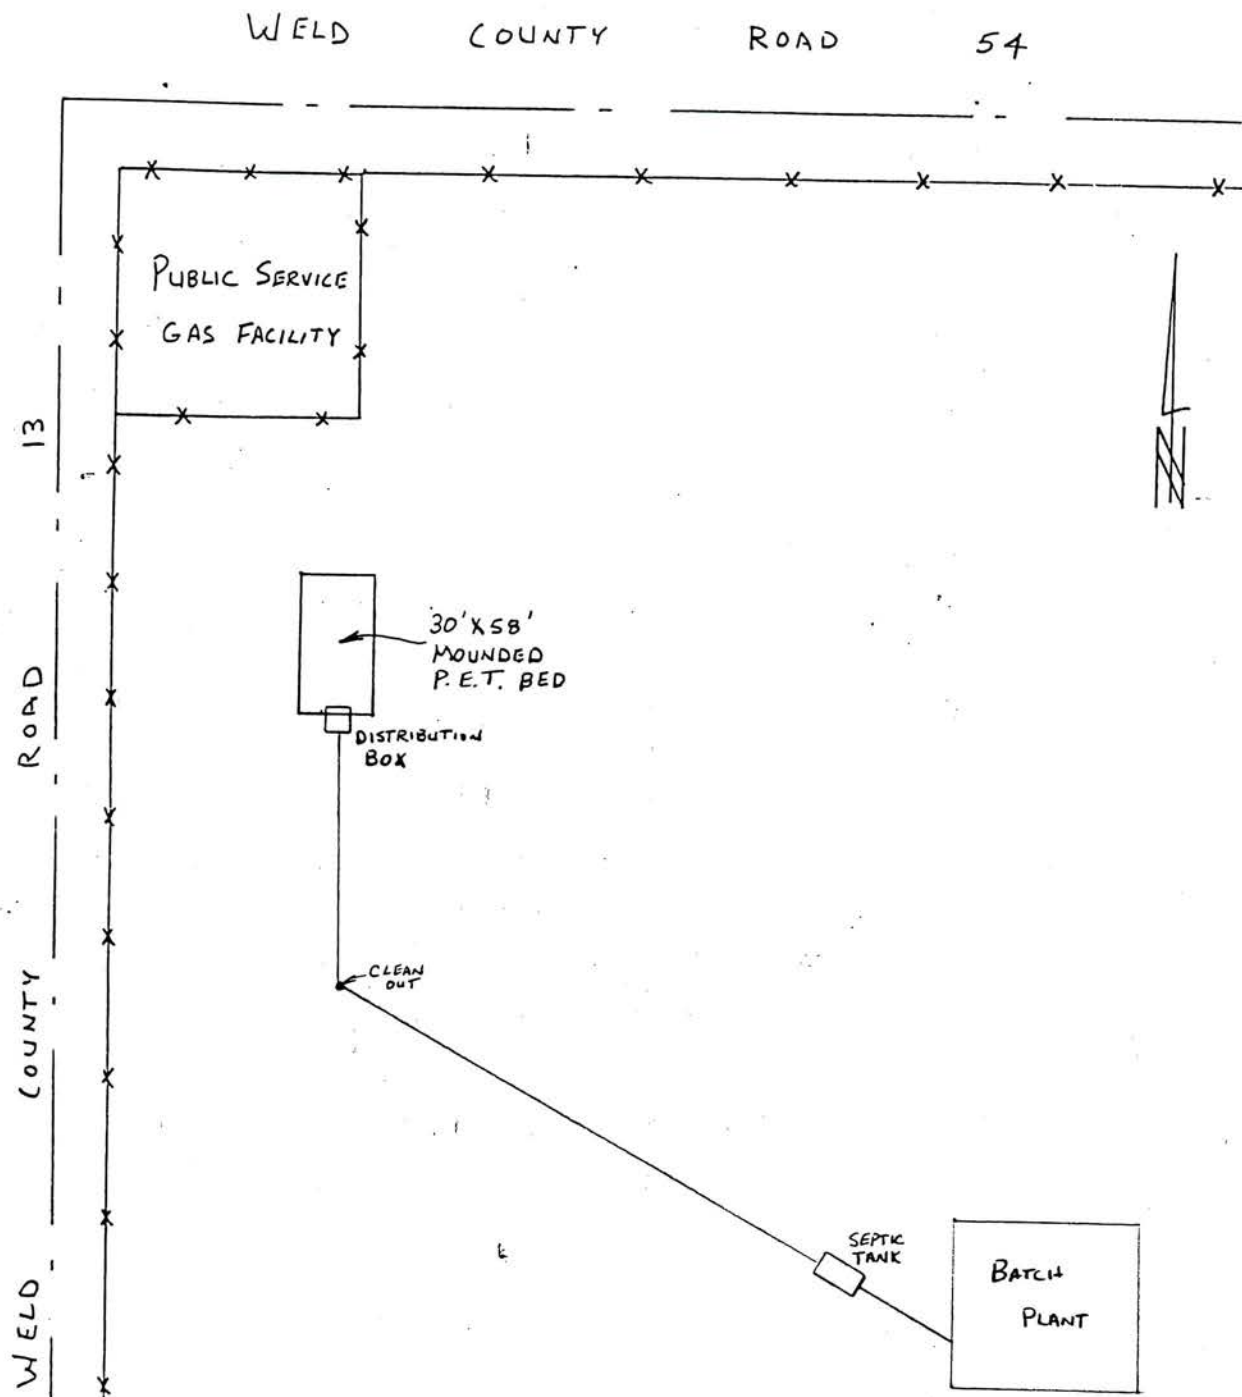 WELD COUNTY ROAD 54
PUBLIC SERVICE
GAS FACILITY
WELD COUNTY ROAD 13
N
30' X 58'
MOUNDED
P.E.T. BED
DISTRIBUTION
BOX
CLEAN
OUT
SEPTIC
TANK
BATCH
PLANT